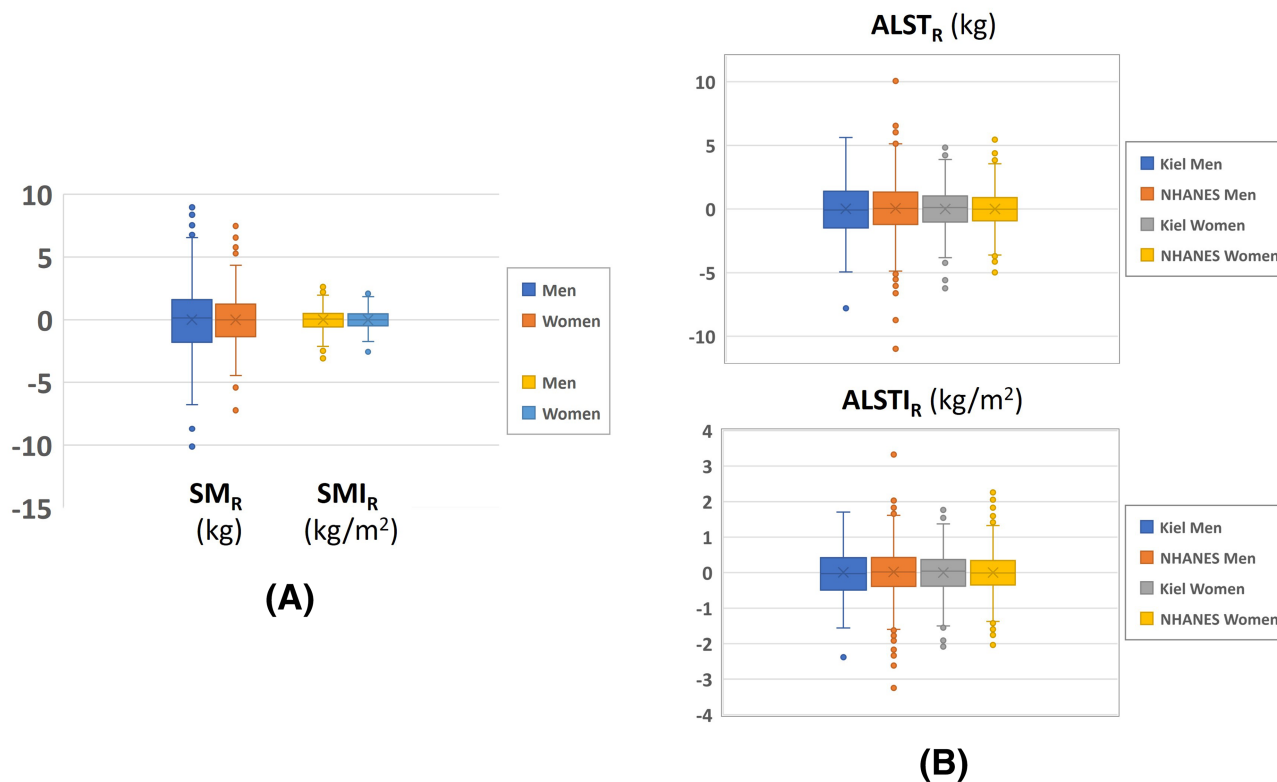 10
5
0
-5
-10
-15
SM_R
(kg)
SMI_R
(kg/m²)
Men
Women
Men
Women
(A)
ALST_R (kg)
10
5
0
-5
-10
Kiel Men
NHANES Men
Kiel Women
NHANES Women
ALSTI_R (kg/m²)
4
3
2
1
0
-1
-2
-3
-4
Kiel Men
NHANES Men
Kiel Women
NHANES Women
(B)